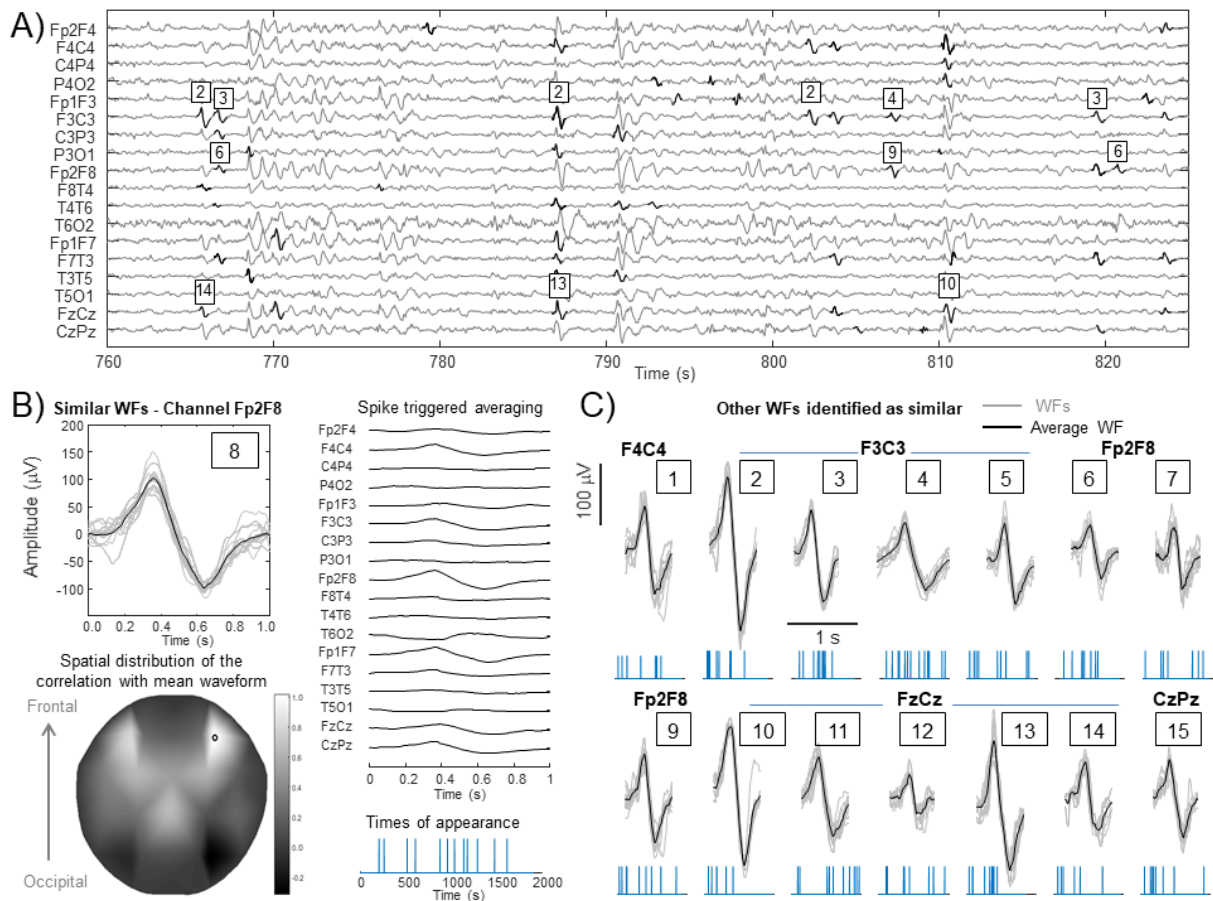 A)
Fp2F4
F4C4
C4P4
P4O2
Fp1F3
F3C3
C3P3
P3O1
Fp2F8
F8T4
T4T6
T6O2
Fp1F7
F7T3
T3T5
T5O1
FzCz
CzPz
2 2 2 4 3
3
6 9 6
14 13 10
760 770 780 790 800 810 820
Time (s)
B)
Similar WFs - Channel Fp2F8
8
200
150
100
50
0
-50
-100
Amplitude (µV)
0.0 0.2 0.4 0.6 0.8 1.0
Time (s)
Spatial distribution of the
correlation with mean waveform
Frontal
Occipital
1.0
0.8
0.6
0.4
0.2
0
-0.2
Spike triggered averaging
Fp2F4
F4C4
C4P4
P4O2
Fp1F3
F3C3
C3P3
P3O1
Fp2F8
F8T4
T4T6
T6O2
Fp1F7
F7T3
T3T5
T5O1
FzCz
CzPz
0 0.2 0.4 0.6 0.8 1
Time (s)
Times of appearance
0 500 1000 1500 2000
Time (s)
C)
Other WFs identified as similar
WFs
Average WF
F4C4 F3C3 Fp2F8
1 2 3 4 5 6 7
100 µV
1 s
Fp2F8 FzCz CzPz
9 10 11 12 13 14 15